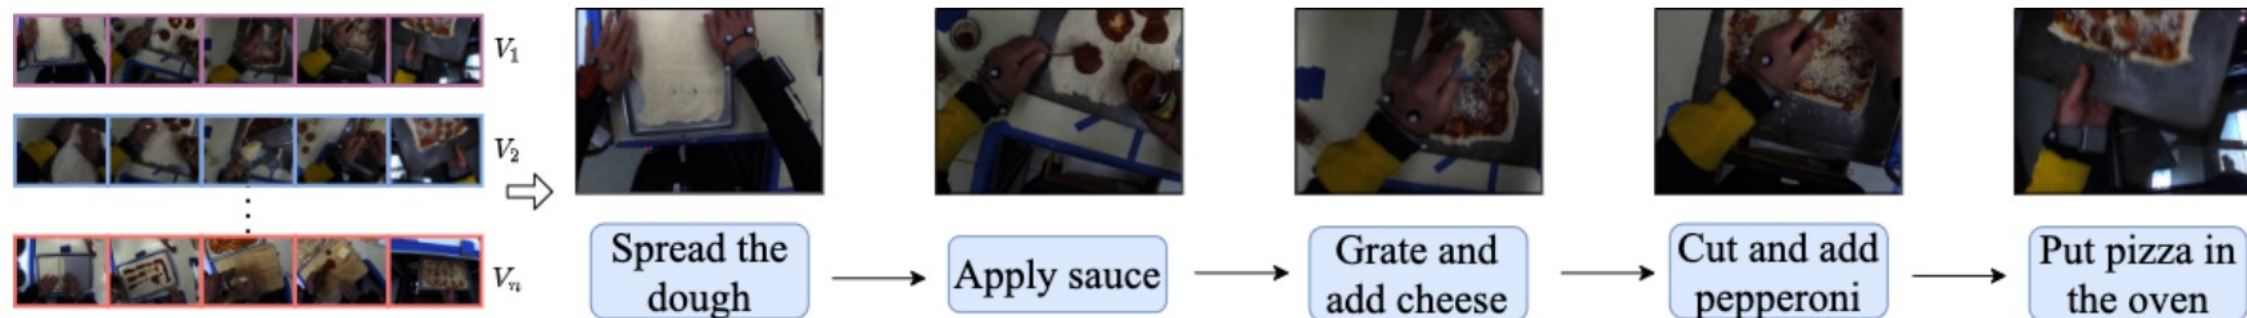 V1
V2
Vn
Spread the
dough
Apply sauce
Grate and
add cheese
Cut and add
pepperoni
Put pizza in
the oven